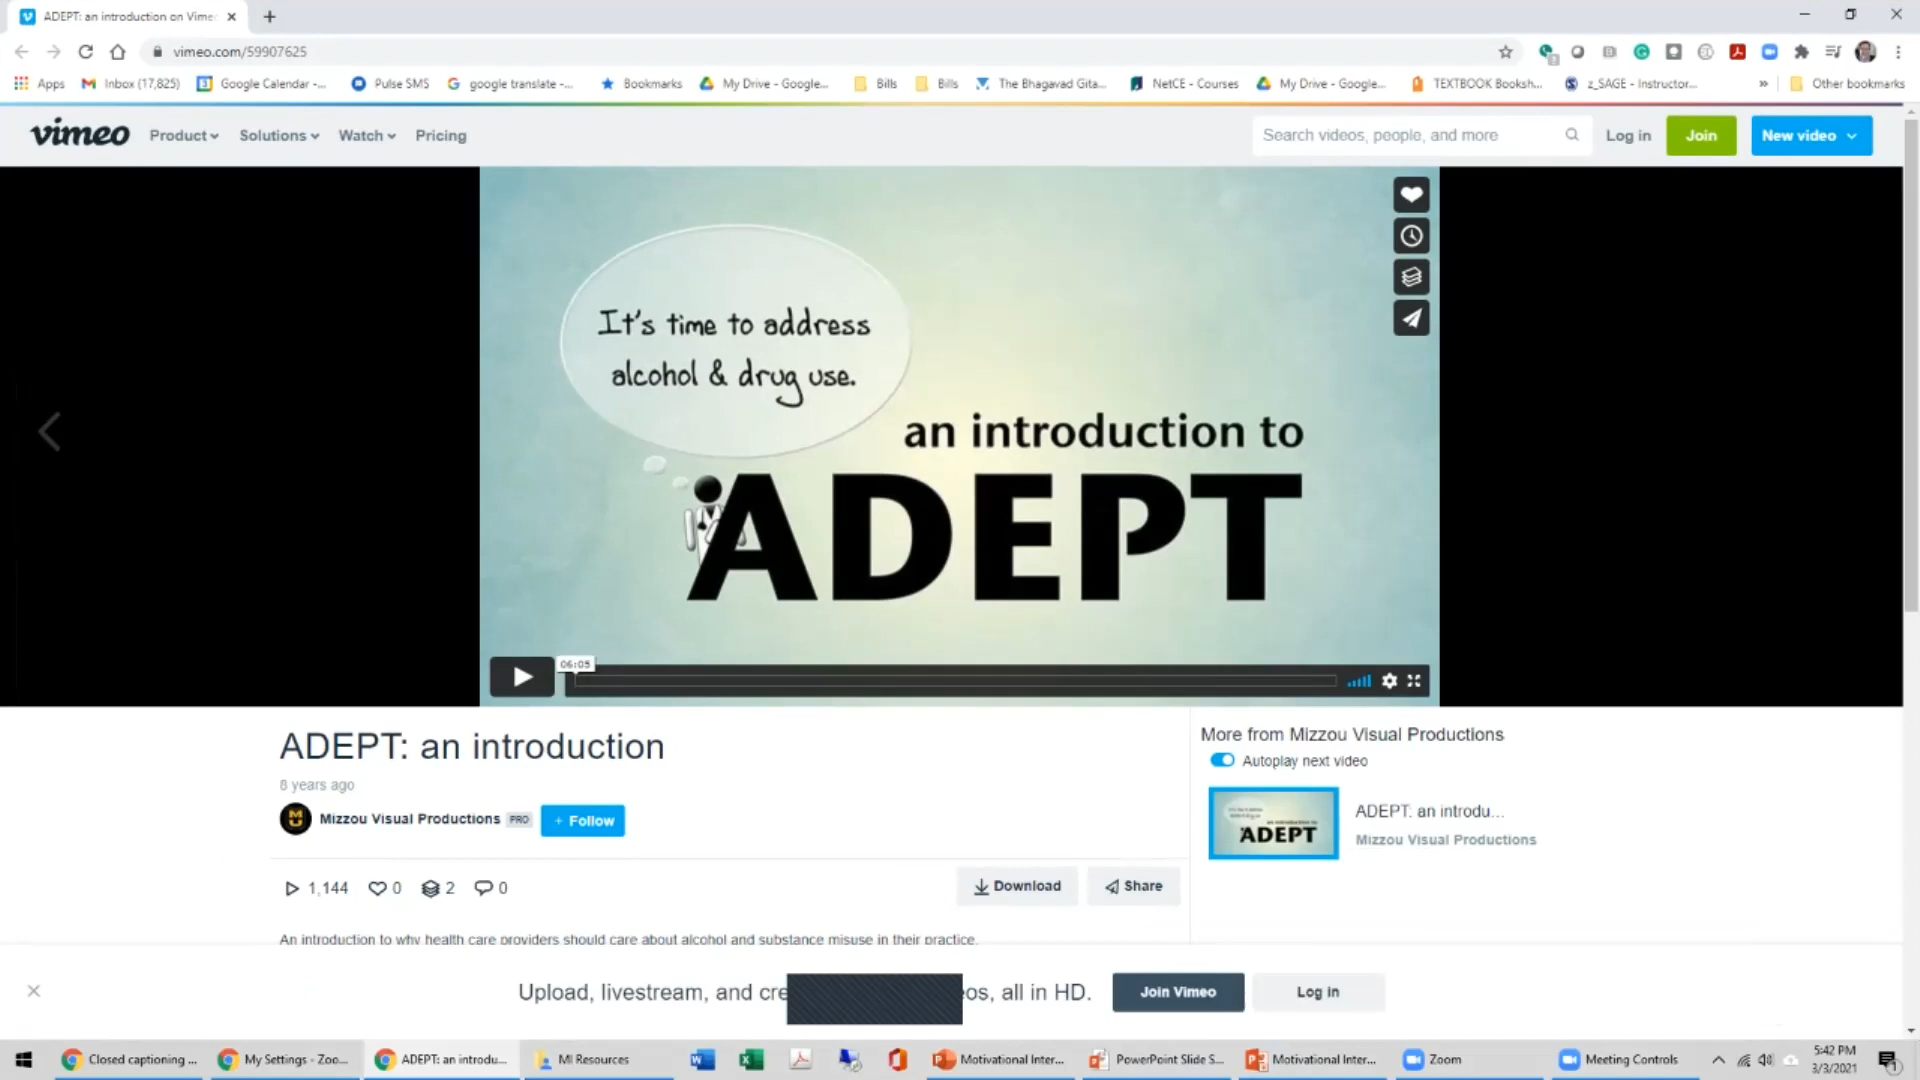 ADEPT: an introduction on Vime
vimeo.com/59907625
Apps
Inbox (17,825)
Google Calendar -...
Pulse SMS
google translate -...
Bookmarks
My Drive - Google...
Bills
Bills
The Bhagavad Gita...
NetCE - Courses
My Drive - Google...
TEXTBOOK Booksh...
z_SAGE - Instructor...
»
Other bookmarks
vimeo
Product
Solutions
Watch
Pricing
Search videos, people, and more
Log in
Join
New video
It's time to address
alcohol & drug use.
an introduction to
ADEPT
06:05
ADEPT: an introduction
8 years ago
Mizzou Visual Productions PRO
+ Follow
1,144
0
2
0
Download
Share
An introduction to why health care providers should care about alcohol and substance misuse in their practice.
More from Mizzou Visual Productions
Autoplay next video
an introduction to
ADEPT
ADEPT: an introdu...
Mizzou Visual Productions
Upload, livestream, and cre eos, all in HD.
Join Vimeo
Log in
Closed captioning ...
My Settings - Zoo...
ADEPT: an introdu...
MI Resources
Motivational Inter...
PowerPoint Slide S...
Motivational Inter...
Zoom
Meeting Controls
5:42 PM
3/3/2021